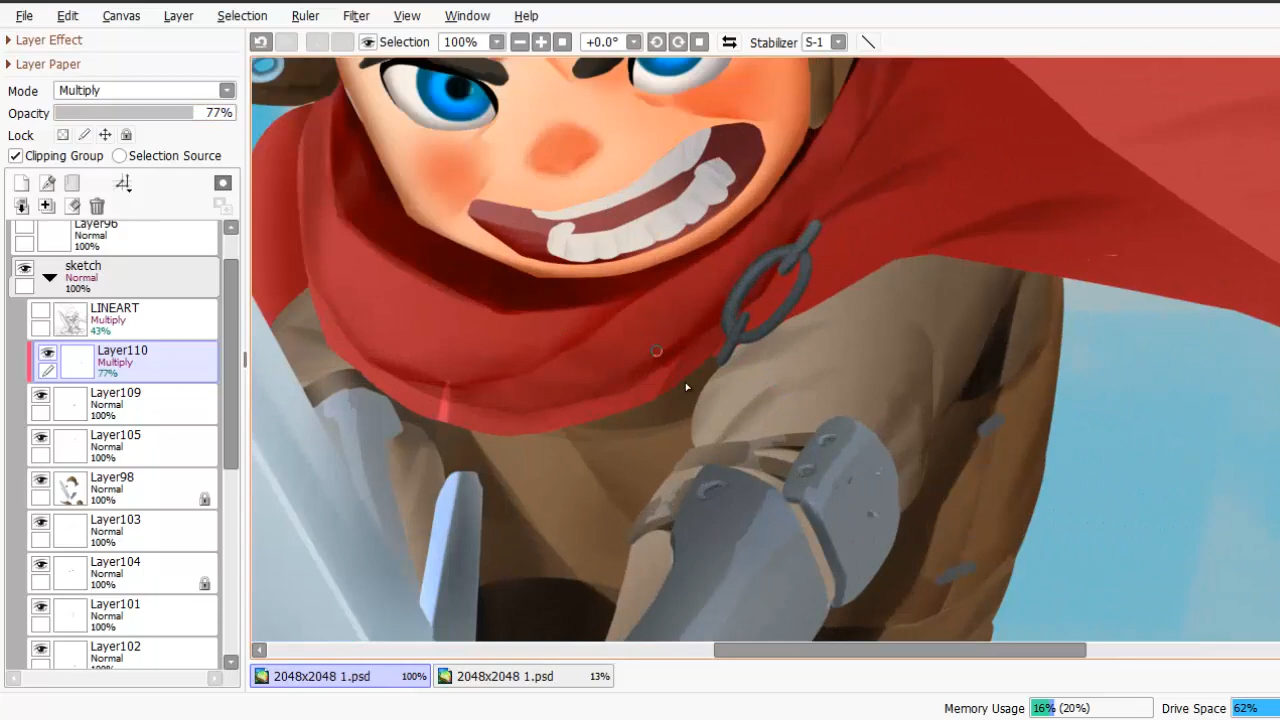 File Edit Canvas Layer Selection Ruler Filter View Window Help
Layer Effect
Selection 100% +0.0° Stabilizer S-1
Layer Paper
Mode Multiply
Opacity 77%
Lock
Clipping Group Selection Source
Layer96
Normal
100%
sketch
Normal
100%
LINEART
Multiply
43%
Layer110
Multiply
77%
Layer109
Normal
100%
Layer105
Normal
100%
Layer98
Normal
100%
Layer103
Normal
100%
Layer104
Normal
100%
Layer101
Normal
100%
Layer102
Normal
2048x2048 1.psd 100% 2048x2048 1.psd 13%
Memory Usage 16% (20%) Drive Space 62%